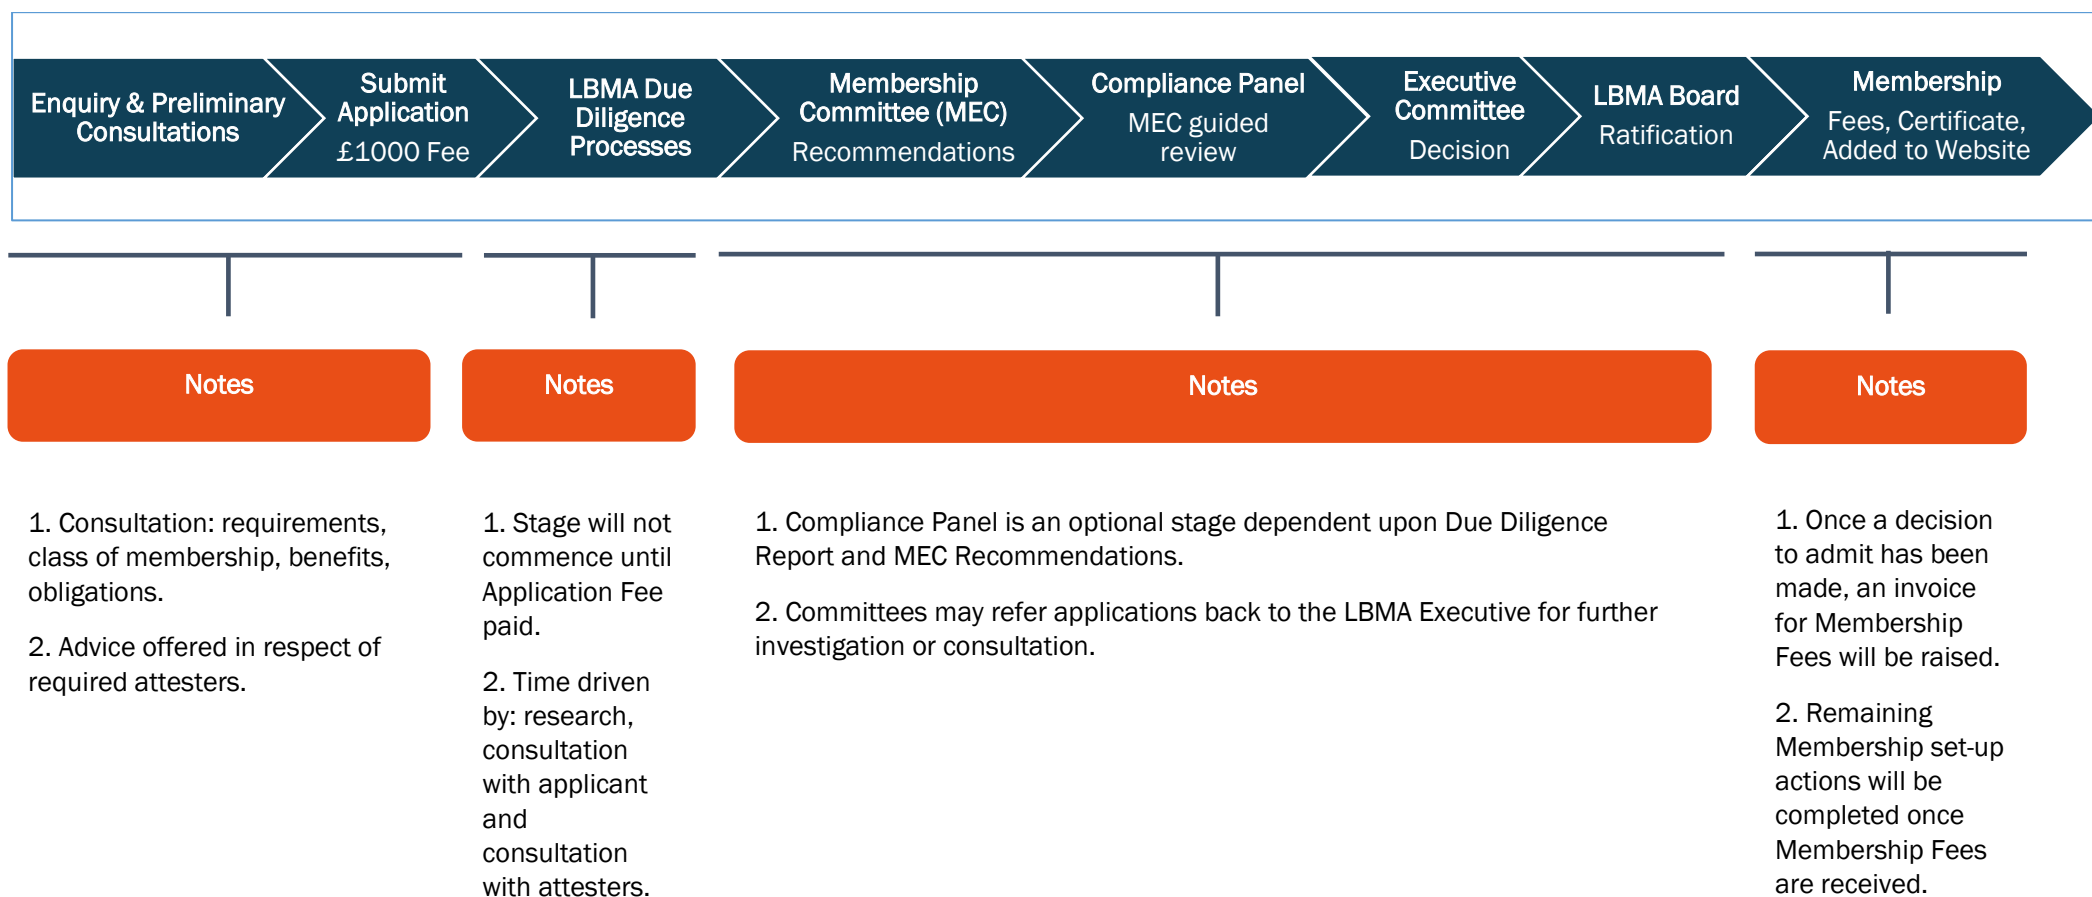 Enquiry & Preliminary
Consultations
Submit
Application
£1000 Fee
LBMA Due
Diligence
Processes
Membership
Committee (MEC)
Recommendations
Compliance Panel
MEC guided
review
Executive
Committee
Decision
LBMA Board
Ratification
Membership
Fees, Certificate,
Added to Website
Notes
1. Consultation: requirements,
class of membership, benefits,
obligations.
2. Advice offered in respect of
required attesters.
Notes
1. Stage will not
commence until
Application Fee
paid.
2. Time driven
by: research,
consultation
with applicant
and
consultation
with attesters.
Notes
1. Compliance Panel is an optional stage dependent upon Due Diligence
Report and MEC Recommendations.
2. Committees may refer applications back to the LBMA Executive for further
investigation or consultation.
Notes
1. Once a decision
to admit has been
made, an invoice
for Membership
Fees will be raised.
2. Remaining
Membership set-up
actions will be
completed once
Membership Fees
are received.